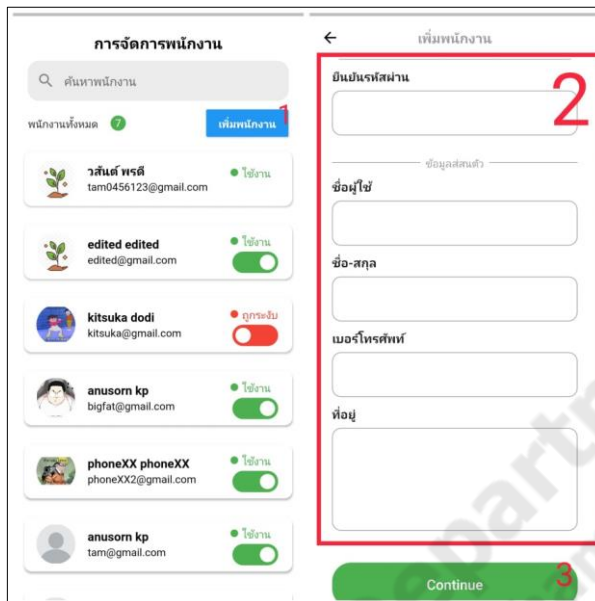 การจัดการพนักงาน
ค้นหาพนักงาน
พนักงานทั้งหมด 7
เพิ่มพนักงาน
1
วสันต์ พรดี
ใช้งาน
tam0456123@gmail.com
edited edited
ใช้งาน
edited@gmail.com
kitsuka dodi
ถูกระงับ
kitsuka@gmail.com
anusorn kp
ใช้งาน
bigfat@gmail.com
phoneXX phoneXX
ใช้งาน
phoneXX2@gmail.com
anusorn kp
ใช้งาน
tam@gmail.com
เพิ่มพนักงาน
2
ยืนยันรหัสผ่าน
ข้อมูลส่นตัว
ชื่อผู้ใช้
ชื่อ-สกุล
เบอร์โทรศัพท์
ที่อยู่
Continue
3